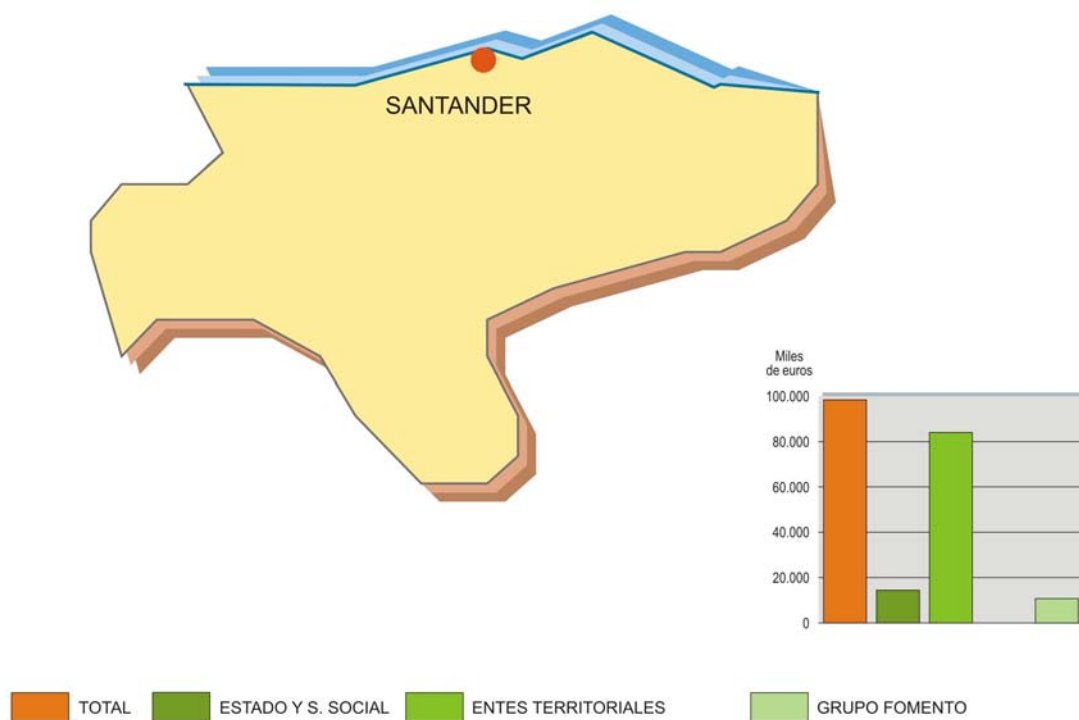 SANTANDER
Miles
de euros
100.000
80.000
60.000
40.000
20.000
0
TOTAL
ESTADO Y S. SOCIAL
ENTES TERRITORIALES
GRUPO FOMENTO